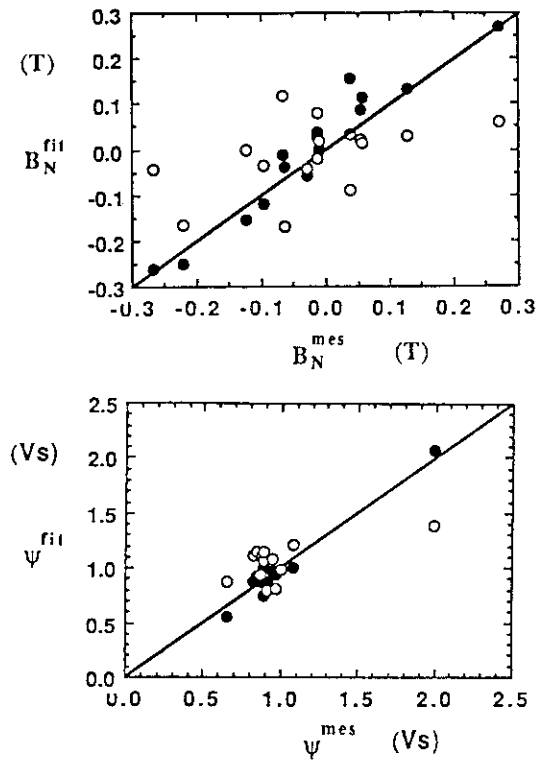 0.3
(T)
0.2
0.1
B_N^fit
0.0
-0.1
-0.2
-0.3
-0.3 -0.2 -0.1 0.0 0.1 0.2 0.3
B_N^mes (T)
2.5
(Vs)
2.0
1.5
ψ^fit
1.0
0.5
0.0
0.0 0.5 1.0 1.5 2.0 2.5
ψ^mes (Vs)